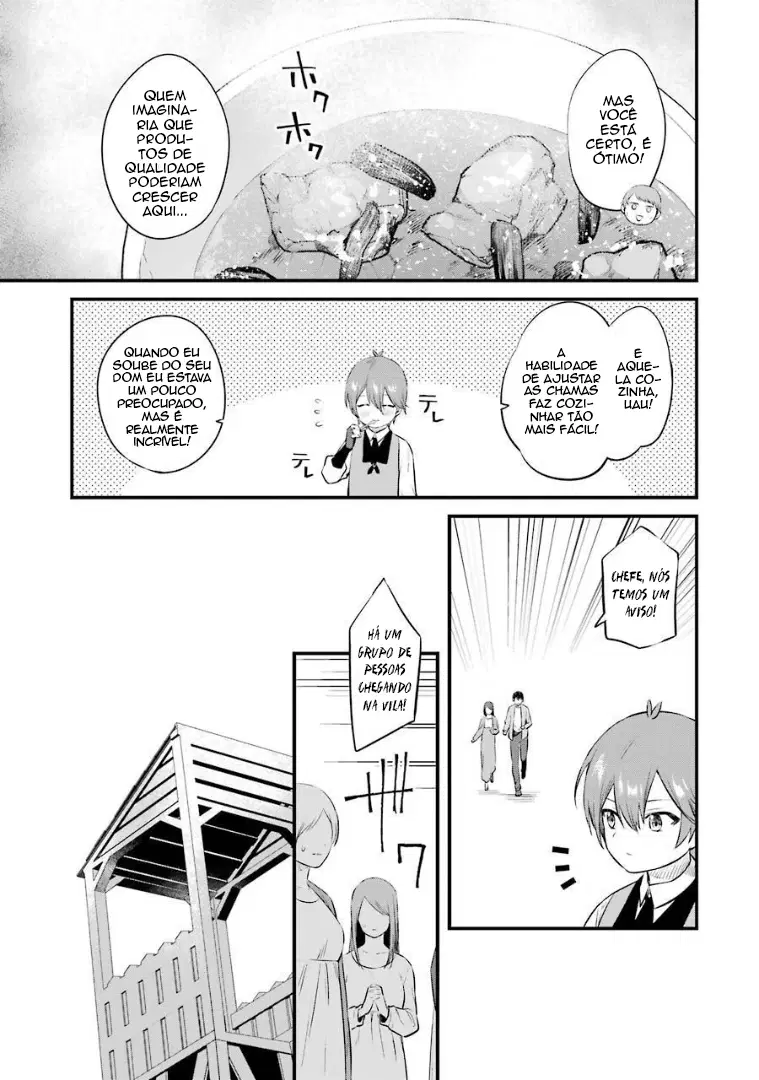 MAS
VOCÊ
ESTÁ
CERTO, É
ÓTIMO!
ホク
ホク
QUEM
IMAGINA-
RIA QUE
PRODU-
TOS DE
QUALIDADE
PODERIAM
CRESCER
AQUI...
E
AQUE-
LA CO-
ZINHA,
UAU!
A
HABILIDADE
DE AJUSTAR
AS CHAMAS
FAZ COZI-
NHAR TÃO
MAIS FÁCIL!
テレ
テレ
QUANDO EU
SOUBE DO SEU
DOM EU ESTAVA
UM POUCO
PREOCUPADO,
MAS É
REALMENTE
INCRÍVEL!
CHEFE, NÓS
TEMOS UM
AVISO!
HÁ UM
GRUPO DE
PESSOAS
CHEGANDO
NA VILA!